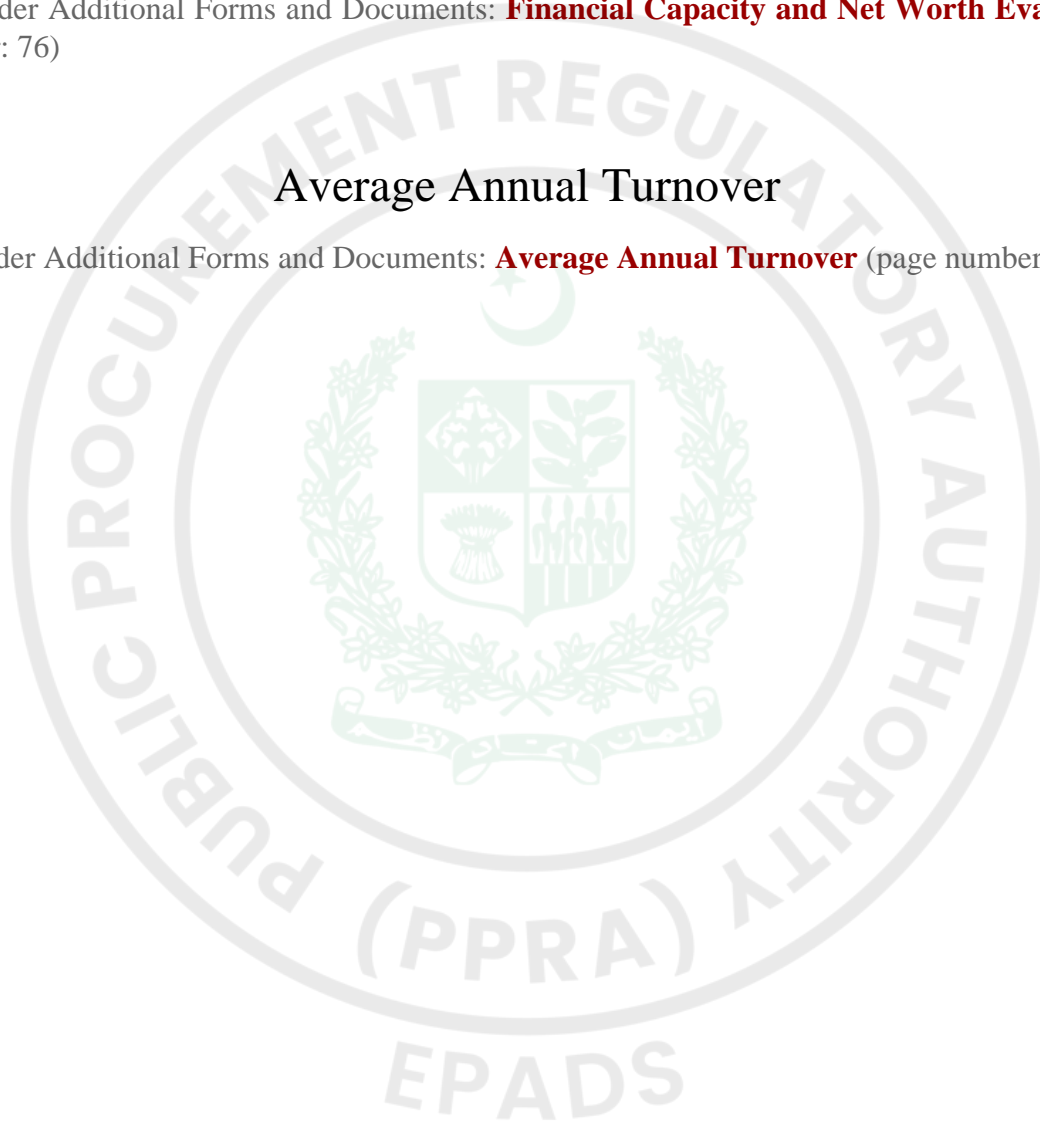 der Additional Forms and Documents: Financial Capacity and Net Worth Eva
: 76)
Average Annual Turnover
der Additional Forms and Documents: Average Annual Turnover (page number
PUBLIC PROCUREMENT REGULATORY AUTHORITY
(PPRA)
EPADS